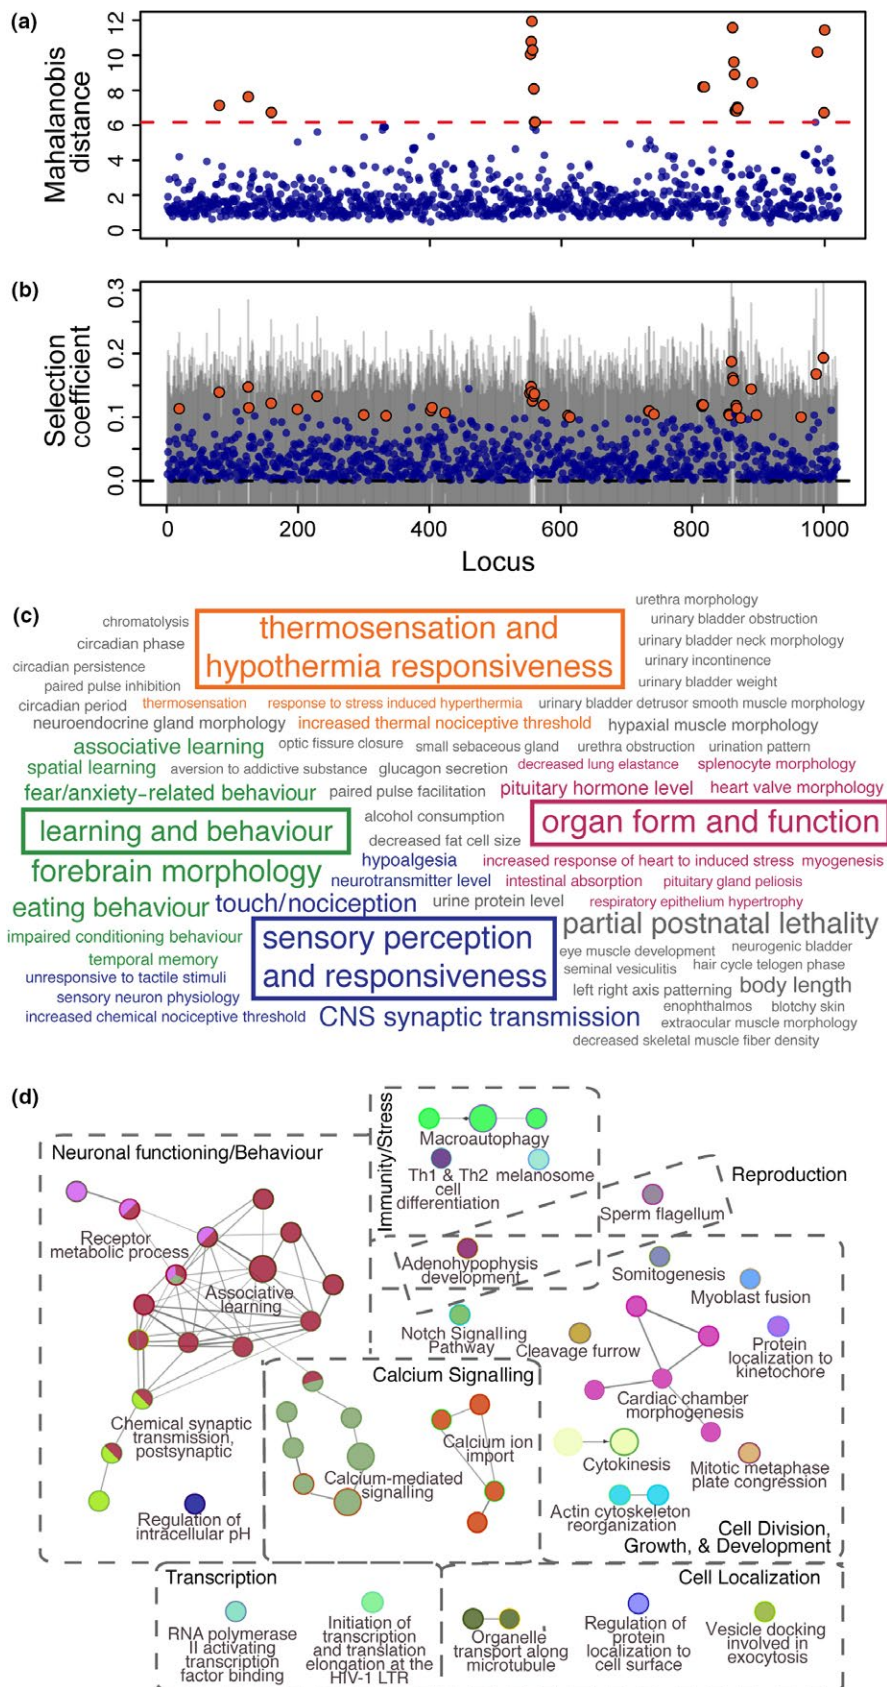 (a)
Mahalanobis
distance
12
10
8
6
4
2
0
(b)
Selection
coefficient
0.3
0.2
0.1
0.0
0 200 400 600 800 1000
Locus
(c)
urethra morphology
chromatolysis
thermosensation and
urinary bladder obstruction
circadian phase
urinary bladder neck morphology
circadian persistence
hypothermia responsiveness
urinary incontinence
paired pulse inhibition
urinary bladder weight
circadian period thermosensation response to stress induced hyperthermia urinary bladder detrusor smooth muscle morphology
neuroendocrine gland morphology increased thermal nociceptive threshold hypaxial muscle morphology
associative learning optic fissure closure small sebaceous gland urethra obstruction urination pattern
spatial learning aversion to addictive substance glucagon secretion decreased lung elastance splenocyte morphology
fear/anxiety-related behaviour paired pulse facilitation pituitary hormone level heart valve morphology
learning and behaviour alcohol consumption organ form and function
decreased fat cell size
forebrain morphology hypoalgesia increased response of heart to induced stress myogenesis
neurotransmitter level intestinal absorption pituitary gland peliosis
eating behaviour touch/nociception urine protein level respiratory epithelium hypertrophy
impaired conditioning behaviour sensory perception partial postnatal lethality
temporal memory eye muscle development neurogenic bladder
unresponsive to tactile stimuli and responsiveness seminal vesiculitis hair cycle telogen phase
sensory neuron physiology left right axis patterning body length
increased chemical nociceptive threshold CNS synaptic transmission enophthalmos blotchy skin
extraocular muscle morphology
decreased skeletal muscle fiber density
(d)
Neuronal functioning/Behaviour
Receptor
metabolic process
Associative
learning
Chemical synaptic
transmission,
postsynaptic
Regulation of
intracellular pH
Immunity/Stress
Macroautophagy
Th1 & Th2
cell
differentiation
melanosome
Reproduction
Sperm flagellum
Adenohypophysis
development
Notch Signalling
Pathway
Somitogenesis
Myoblast fusion
Cleavage furrow
Protein
localization to
kinetochore
Cardiac chamber
morphogenesis
Cytokinesis
Mitotic metaphase
plate congression
Actin cytoskeleton
reorganization
Cell Division,
Growth, & Development
Calcium Signalling
Calcium ion
import
Calcium-mediated
signalling
Transcription
RNA polymerase
II activating
transcription
factor binding
Initiation of
transcription
and translation
elongation at the
HIV-1 LTR
Cell Localization
Organelle
transport along
microtubule
Regulation of
protein
localization to
cell surface
Vesicle docking
involved in
exocytosis